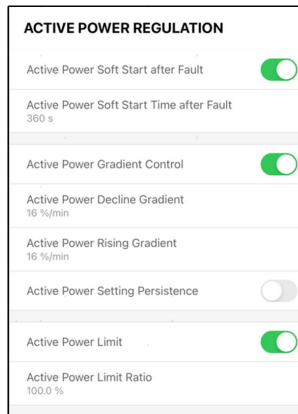 ACTIVE POWER REGULATION
Active Power Soft Start after Fault
Active Power Soft Start Time after Fault
360 s
Active Power Gradient Control
Active Power Decline Gradient
16 %/min
Active Power Rising Gradient
16 %/min
Active Power Setting Persistence
Active Power Limit
Active Power Limit Ratio
100.0 %